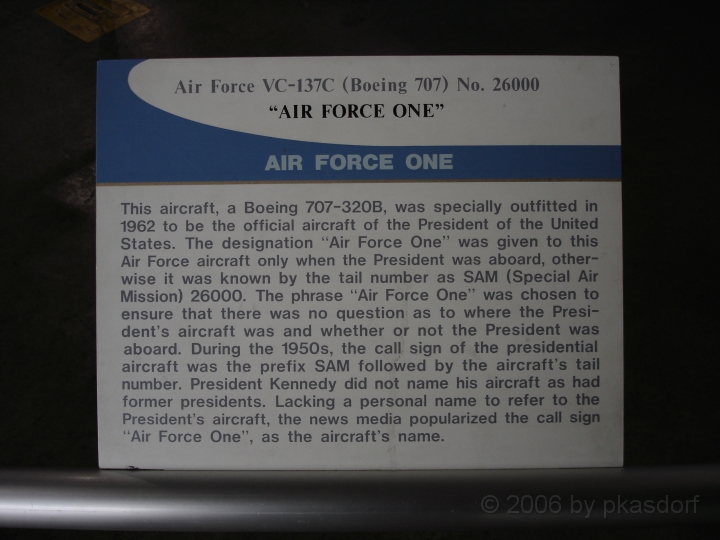 Air Force VC-137C (Boeing 707) No. 26000
"AIR FORCE ONE"
AIR FORCE ONE
This aircraft, a Boeing 707-320B, was specially outfitted in
1962 to be the official aircraft of the President of the United
States. The designation "Air Force One" was given to this
Air Force aircraft only when the President was aboard, other-
wise it was known by the tail number as SAM (Special Air
Mission) 26000. The phrase "Air Force One" was chosen to
ensure that there was no question as to where the Presi-
dent's aircraft was and whether or not the President was
aboard. During the 1950s, the call sign of the presidential
aircraft was the prefix SAM followed by the aircraft's tail
number. President Kennedy did not name his aircraft as had
former presidents. Lacking a personal name to refer to the
President's aircraft, the news media popularized the call sign
"Air Force One", as the aircraft's name.
© 2006 by pkasdorf